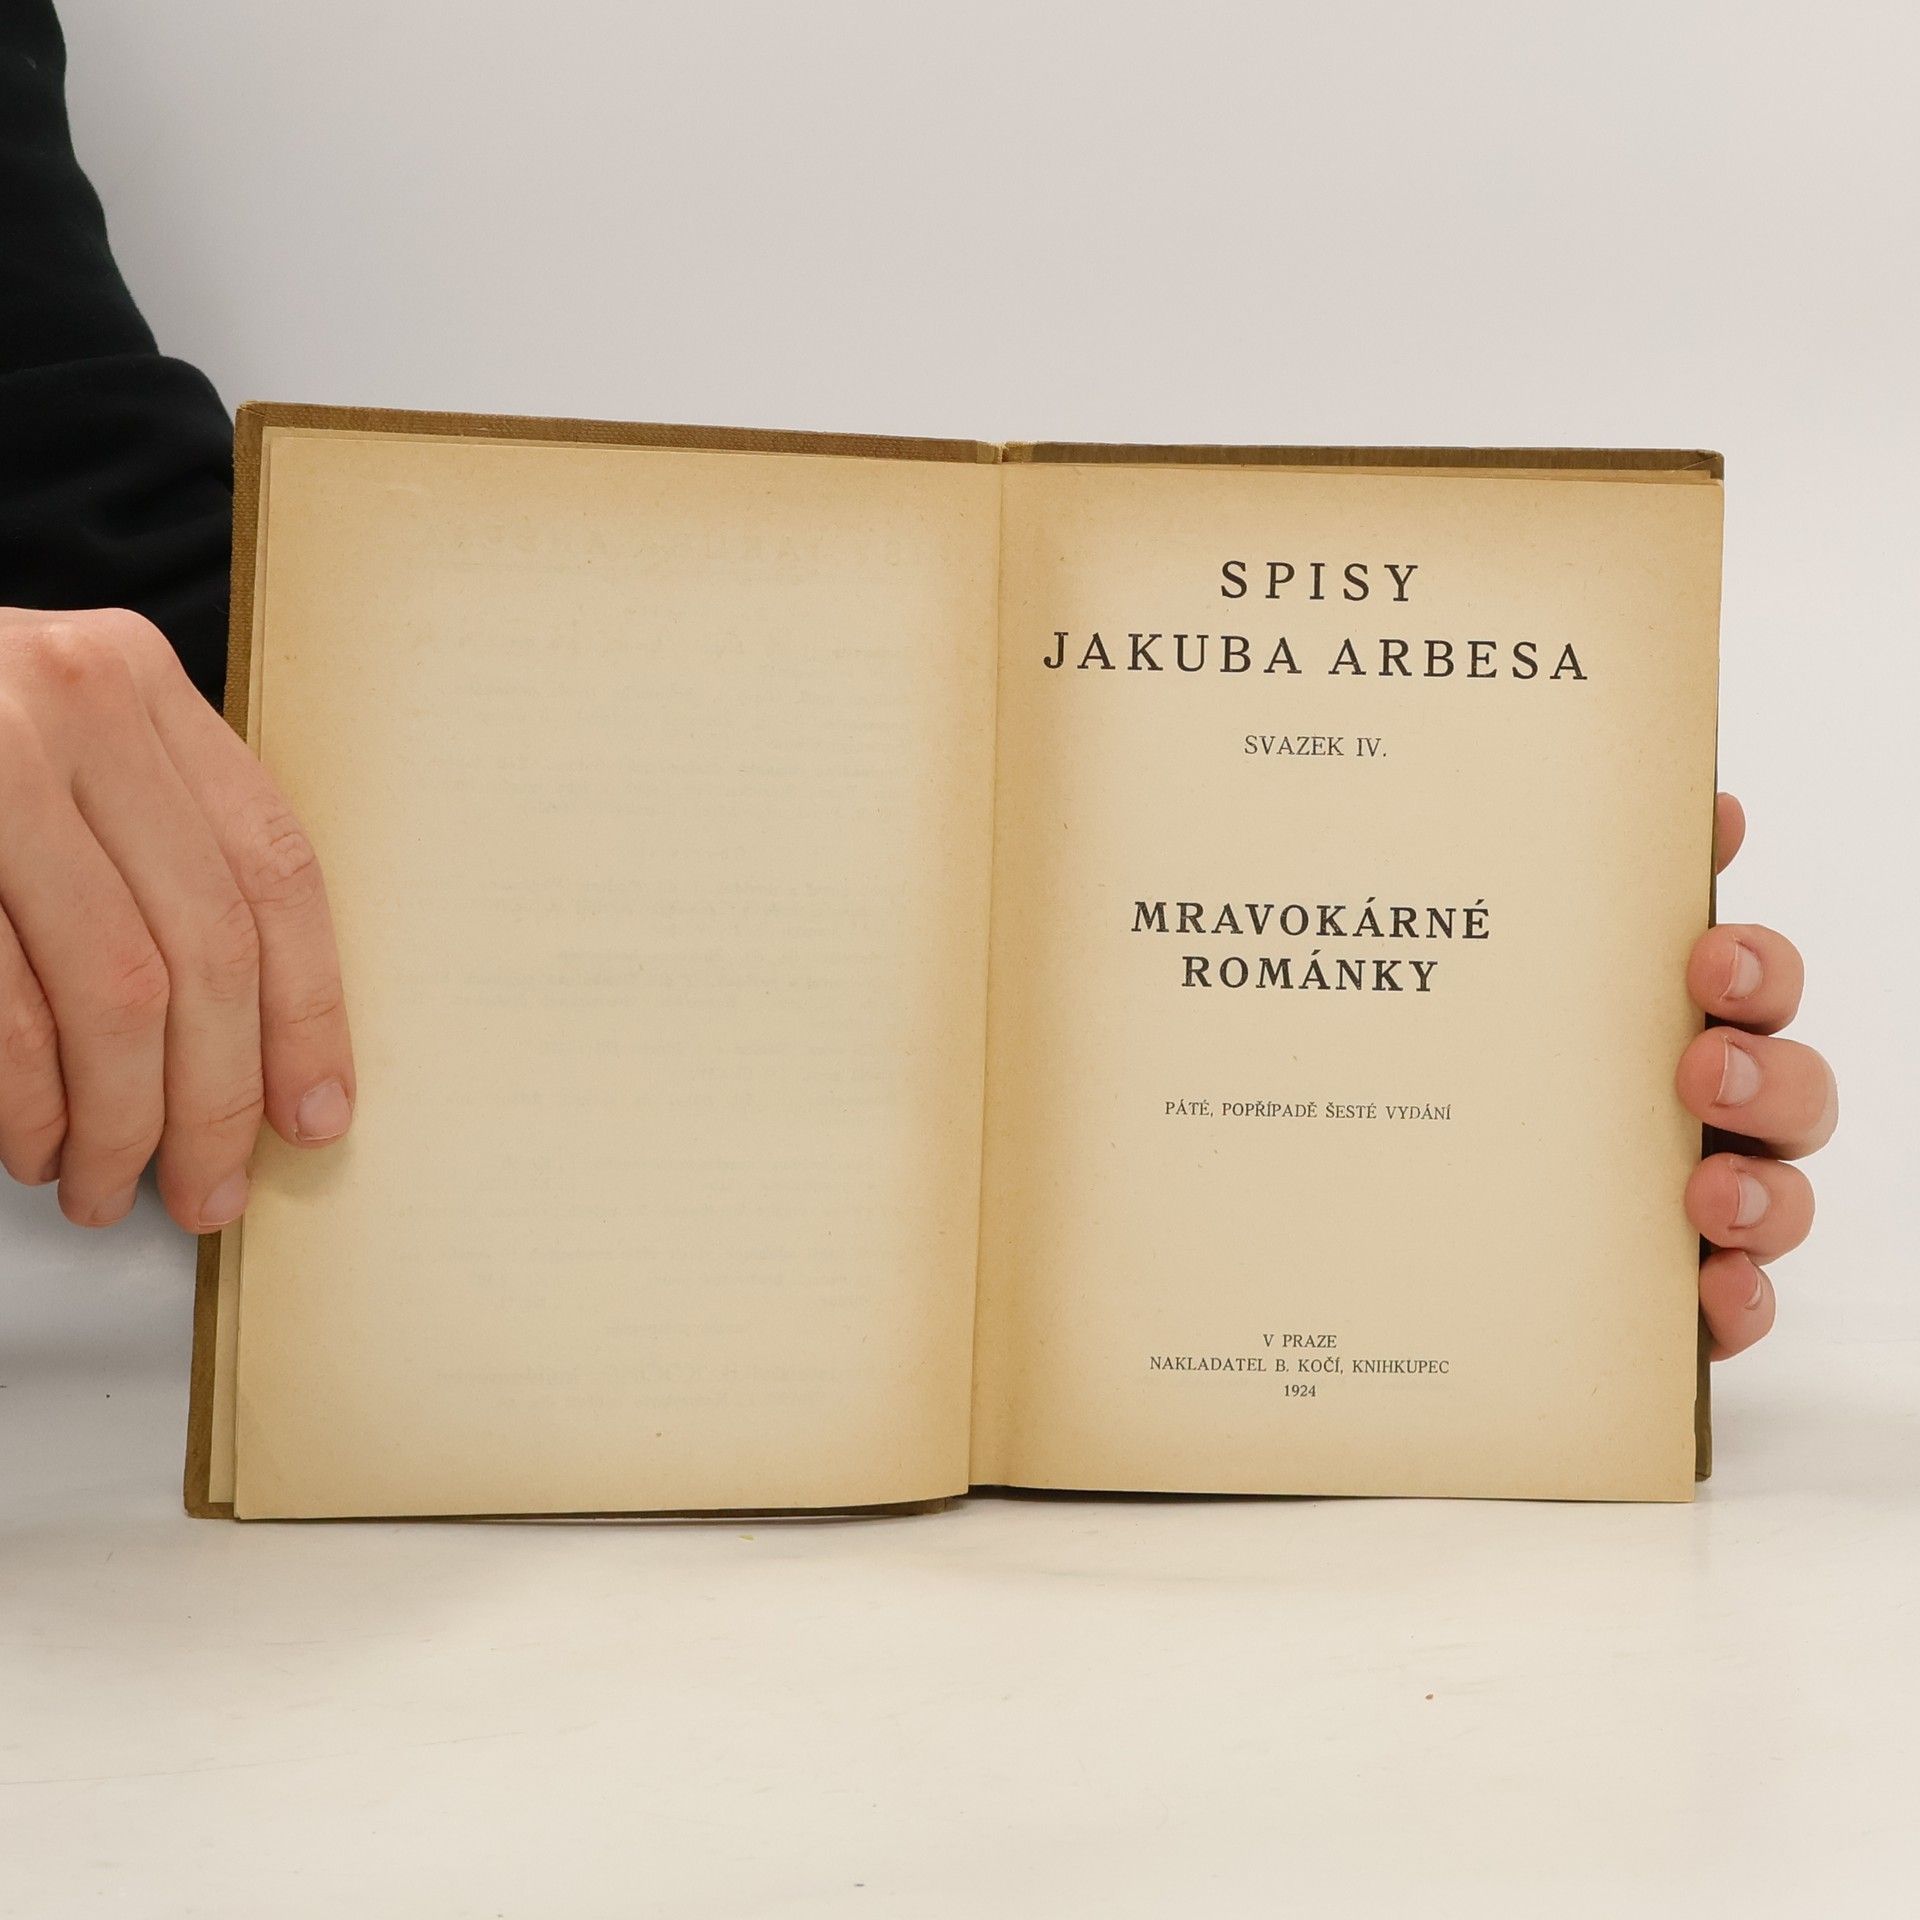 SPISY
JAKUBA ARBESA
SVAZEK IV.
MRAVOKÁRNÉ
ROMÁNKY
PÁTÉ, POPŘÍPADĚ ŠESTÉ VYDÁNÍ
V PRAZE
NAKLADATEL B. KOČÍ, KNIHKUPEC
1924